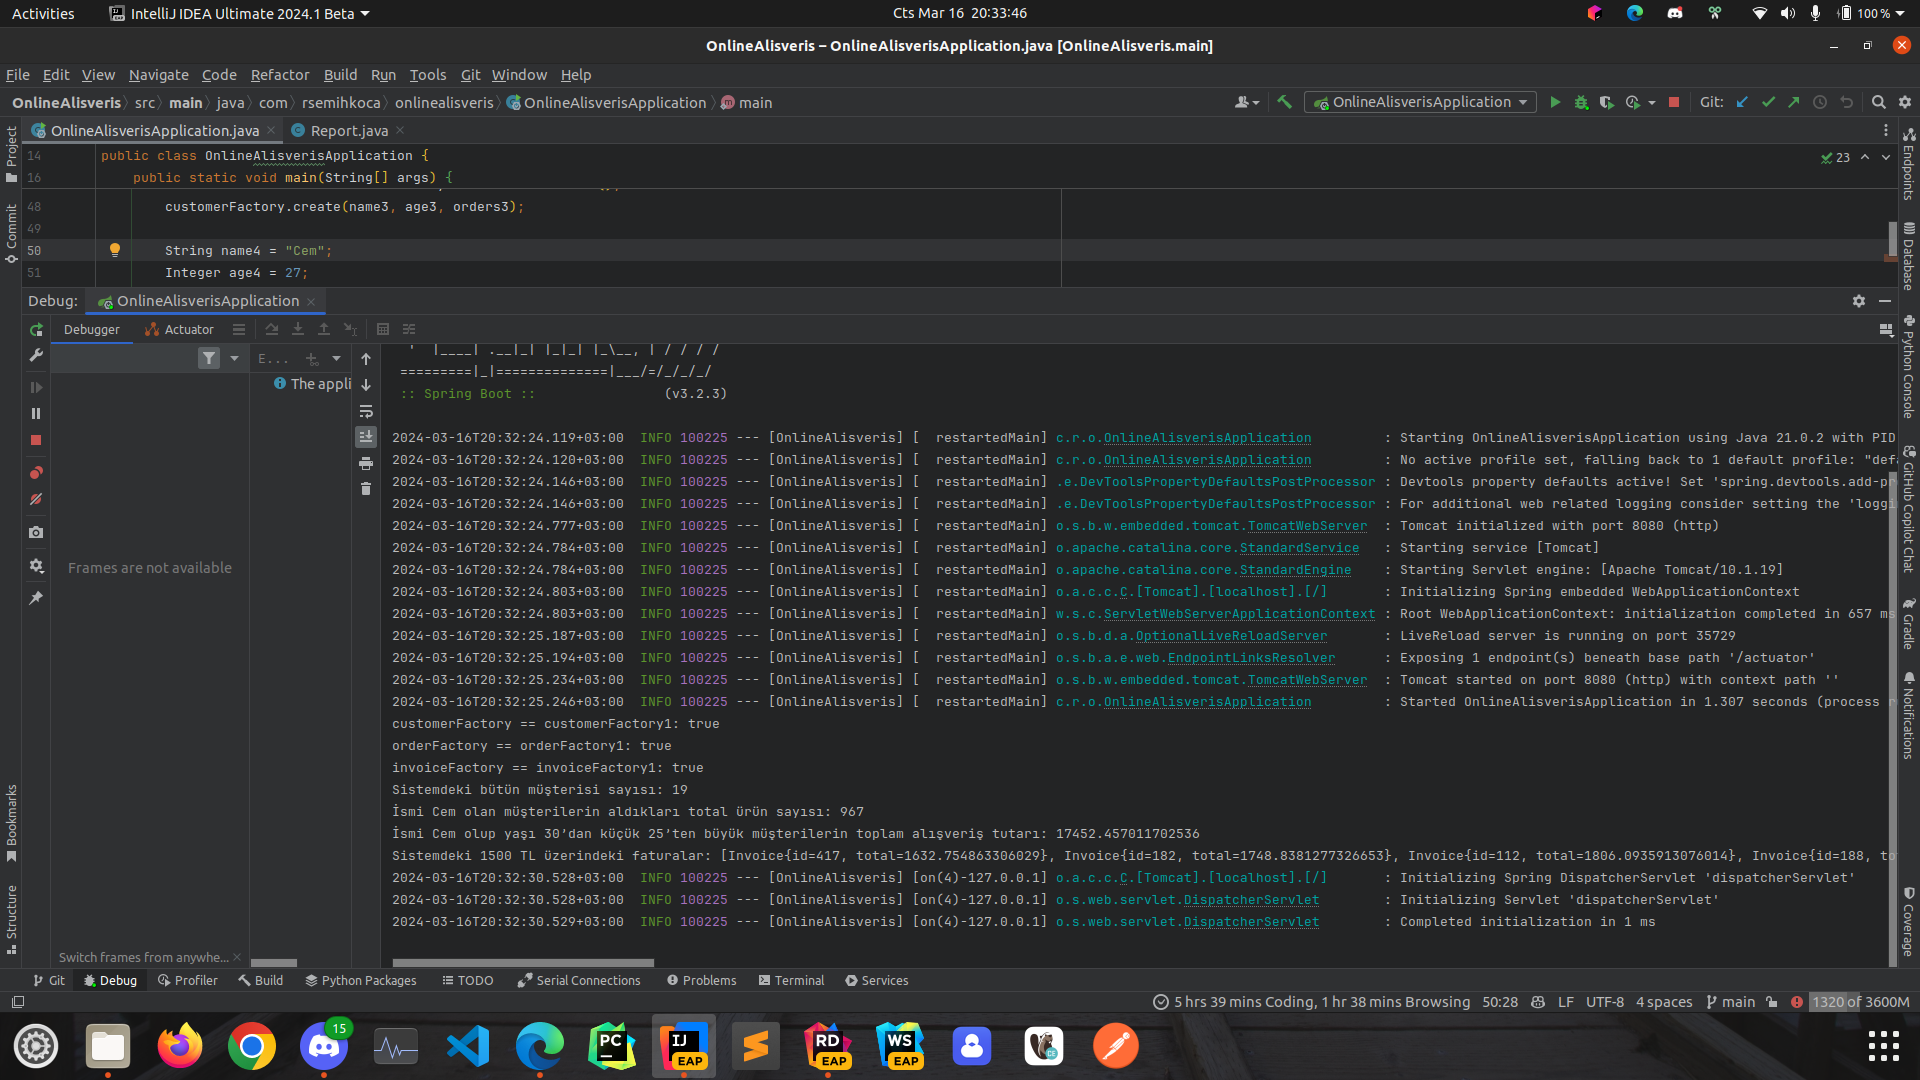 Activities
IntelliJ IDEA Ultimate 2024.1 Beta
Cts Mar 16 20:33:46
100 %
OnlineAlisveris – OnlineAlisverisApplication.java [OnlineAlisveris.main]
File Edit View Navigate Code Refactor Build Run Tools Git Window Help
OnlineAlisveris src main java com rsemihkoca onlinealisveris OnlineAlisverisApplication main
OnlineAlisverisApplication
Git:
Project
Commit
Bookmarks
Structure
OnlineAlisverisApplication.java
Report.java
14 public class OnlineAlisverisApplication {
23
16 public static void main(String[] args) {
48 customerFactory.create(name3, age3, orders3);
49
50 String name4 = "Cem";
51 Integer age4 = 27;
Debug: OnlineAlisverisApplication
Debugger Actuator
E...
The appli
Frames are not available
Switch frames from anywhe...
' |____| .__|_| |_|_| |_\__, | / / / /
=========|_|==============|___/=/_/_/_/
:: Spring Boot :: (v3.2.3)
2024-03-16T20:32:24.119+03:00 INFO 100225 --- [OnlineAlisveris] [ restartedMain] c.r.o.OnlineAlisverisApplication : Starting OnlineAlisverisApplication using Java 21.0.2 with PID
2024-03-16T20:32:24.120+03:00 INFO 100225 --- [OnlineAlisveris] [ restartedMain] c.r.o.OnlineAlisverisApplication : No active profile set, falling back to 1 default profile: "defa
2024-03-16T20:32:24.146+03:00 INFO 100225 --- [OnlineAlisveris] [ restartedMain] .e.DevToolsPropertyDefaultsPostProcessor : Devtools property defaults active! Set 'spring.devtools.add-pr
2024-03-16T20:32:24.146+03:00 INFO 100225 --- [OnlineAlisveris] [ restartedMain] .e.DevToolsPropertyDefaultsPostProcessor : For additional web related logging consider setting the 'loggi
2024-03-16T20:32:24.777+03:00 INFO 100225 --- [OnlineAlisveris] [ restartedMain] o.s.b.w.embedded.tomcat.TomcatWebServer : Tomcat initialized with port 8080 (http)
2024-03-16T20:32:24.784+03:00 INFO 100225 --- [OnlineAlisveris] [ restartedMain] o.apache.catalina.core.StandardService : Starting service [Tomcat]
2024-03-16T20:32:24.784+03:00 INFO 100225 --- [OnlineAlisveris] [ restartedMain] o.apache.catalina.core.StandardEngine : Starting Servlet engine: [Apache Tomcat/10.1.19]
2024-03-16T20:32:24.803+03:00 INFO 100225 --- [OnlineAlisveris] [ restartedMain] o.a.c.c.C.[Tomcat].[localhost].[/] : Initializing Spring embedded WebApplicationContext
2024-03-16T20:32:24.803+03:00 INFO 100225 --- [OnlineAlisveris] [ restartedMain] w.s.c.ServletWebServerApplicationContext : Root WebApplicationContext: initialization completed in 657 ms
2024-03-16T20:32:25.187+03:00 INFO 100225 --- [OnlineAlisveris] [ restartedMain] o.s.b.d.a.OptionalLiveReloadServer : LiveReload server is running on port 35729
2024-03-16T20:32:25.194+03:00 INFO 100225 --- [OnlineAlisveris] [ restartedMain] o.s.b.a.e.web.EndpointLinksResolver : Exposing 1 endpoint(s) beneath base path '/actuator'
2024-03-16T20:32:25.234+03:00 INFO 100225 --- [OnlineAlisveris] [ restartedMain] o.s.b.w.embedded.tomcat.TomcatWebServer : Tomcat started on port 8080 (http) with context path ''
2024-03-16T20:32:25.246+03:00 INFO 100225 --- [OnlineAlisveris] [ restartedMain] c.r.o.OnlineAlisverisApplication : Started OnlineAlisverisApplication in 1.307 seconds (process r
customerFactory == customerFactory1: true
orderFactory == orderFactory1: true
invoiceFactory == invoiceFactory1: true
Sistemdeki bütün müşterisi sayısı: 19
İsmi Cem olan müşterilerin aldıkları total ürün sayısı: 967
İsmi Cem olup yaşı 30'dan küçük 25'ten büyük müşterilerin toplam alışveriş tutarı: 17452.457011702536
Sistemdeki 1500 TL üzerindeki faturalar: [Invoice{id=417, total=1632.754863306029}, Invoice{id=182, total=1748.8381277326653}, Invoice{id=112, total=1806.0935913076014}, Invoice{id=188, to
2024-03-16T20:32:30.528+03:00 INFO 100225 --- [OnlineAlisveris] [on(4)-127.0.0.1] o.a.c.c.C.[Tomcat].[localhost].[/] : Initializing Spring DispatcherServlet 'dispatcherServlet'
2024-03-16T20:32:30.528+03:00 INFO 100225 --- [OnlineAlisveris] [on(4)-127.0.0.1] o.s.web.servlet.DispatcherServlet : Initializing Servlet 'dispatcherServlet'
2024-03-16T20:32:30.529+03:00 INFO 100225 --- [OnlineAlisveris] [on(4)-127.0.0.1] o.s.web.servlet.DispatcherServlet : Completed initialization in 1 ms
Endpoints
Database
Python Console
GitHub Copilot Chat
Gradle
Notifications
Coverage
Git Debug Profiler Build Python Packages TODO Serial Connections Problems Terminal Services
5 hrs 39 mins Coding, 1 hr 38 mins Browsing 50:28 LF UTF-8 4 spaces main 1320 of 3600M
15
PC
IJ EAP
RD EAP
WS EAP
CE